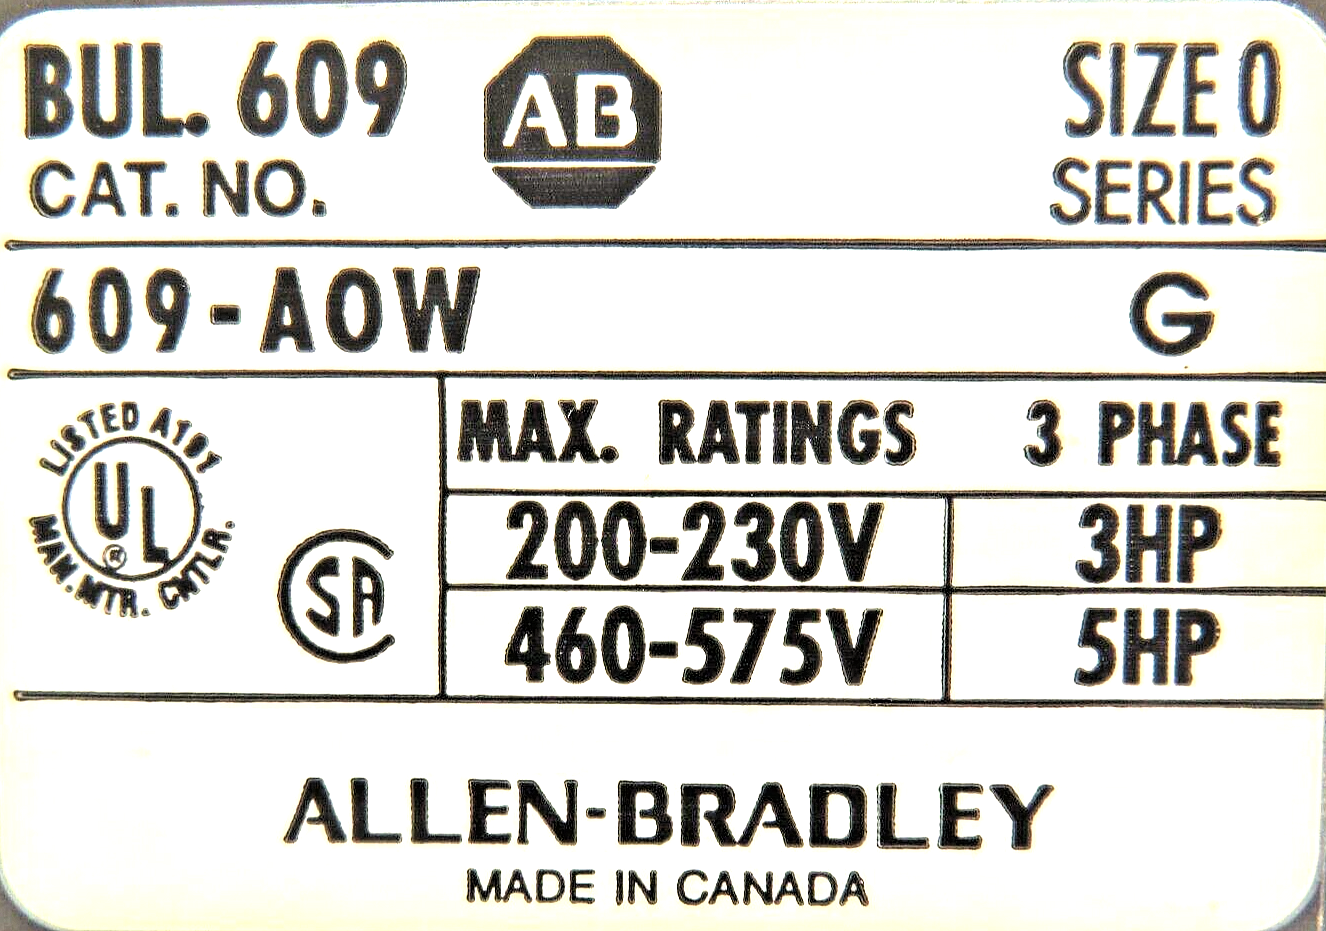 BUL. 609
AB
SIZE 0
CAT. NO.
SERIES
609-AOW
G
LISTED A187
UL
®
MAN. MTR. CNTLR.
SA
MAX. RATINGS 3 PHASE
200-230V 3HP
460-575V 5HP
ALLEN-BRADLEY
MADE IN CANADA